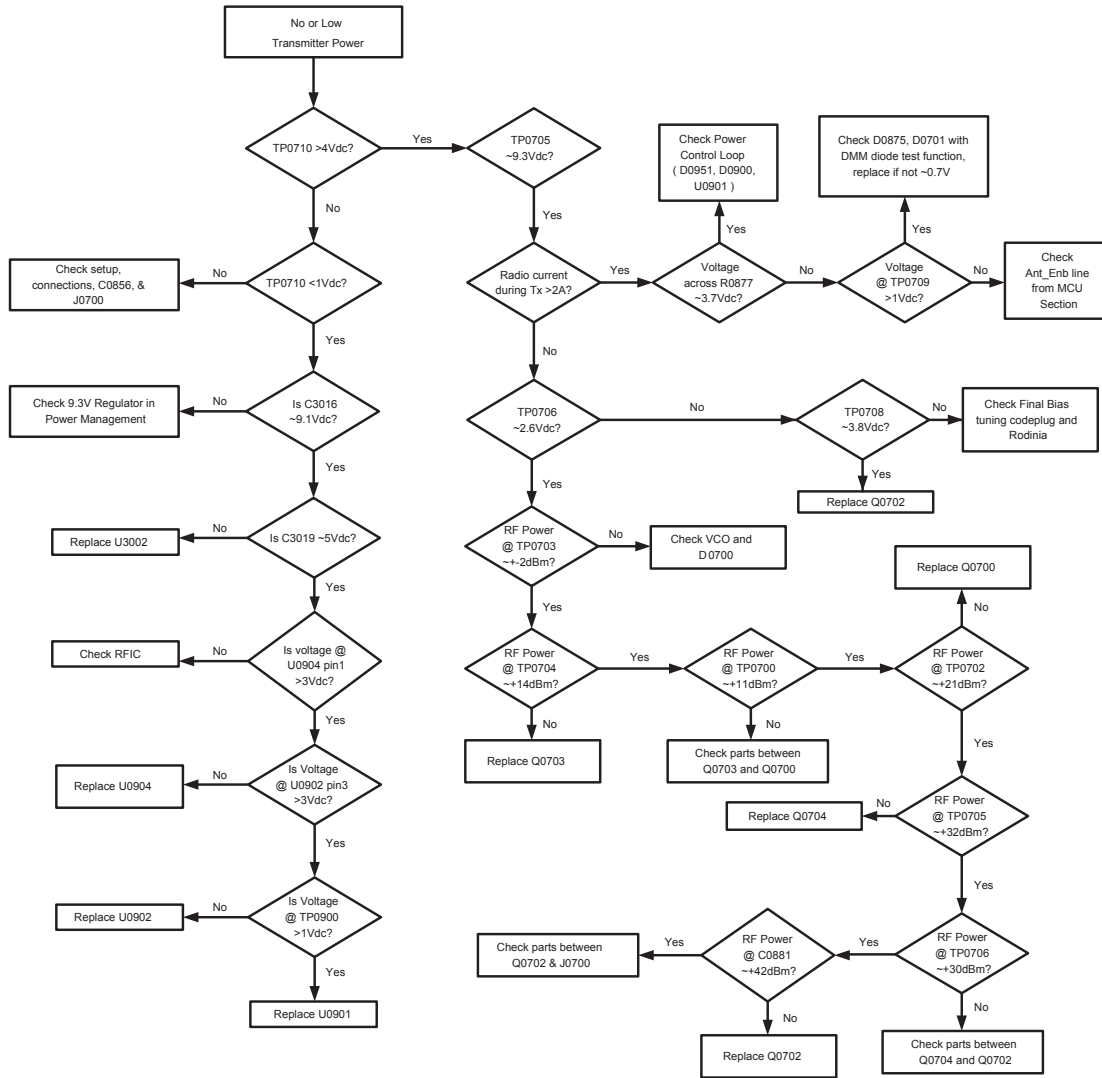 No or Low
Transmitter Power
TP0710 >4Vdc?
Yes
TP0705
~9.3Vdc?
Check Power
Control Loop
( D0951, D0900,
U0901 )
Check D0875, D0701 with
DMM diode test function,
replace if not ~0.7V
No
Yes
Yes
Yes
Check setup,
connections, C0856, &
J0700
No
TP0710 <1Vdc?
Radio current
during Tx >2A?
Yes
Voltage
across R0877
~3.7Vdc?
No
Voltage
@ TP0709
>1Vdc?
No
Check
Ant_Enb line
from MCU
Section
Yes
No
Check 9.3V Regulator in
Power Management
No
Is C3016
~9.1Vdc?
TP0706
~2.6Vdc?
No
TP0708
~3.8Vdc?
No
Check Final Bias
tuning codeplug and
Rodinia
Yes
Yes
Yes
Replace Q0702
Replace U3002
No
Is C3019 ~5Vdc?
RF Power
@ TP0703
~+-2dBm?
No
Check VCO and
D0700
Replace Q0700
Yes
Yes
No
Check RFIC
No
Is voltage @
U0904 pin1
>3Vdc?
RF Power
@ TP0704
~+14dBm?
Yes
RF Power
@ TP0700
~+11dBm?
Yes
RF Power
@ TP0702
~+21dBm?
Yes
No
No
Yes
Replace Q0703
Check parts between
Q0703 and Q0700
Replace U0904
No
Is Voltage
@ U0902 pin3
>3Vdc?
Replace Q0704
No
RF Power
@ TP0705
~+32dBm?
Yes
Yes
Replace U0902
No
Is Voltage
@ TP0900
>1Vdc?
Check parts between
Q0702 & J0700
Yes
RF Power
@ C0881
~+42dBm?
Yes
RF Power
@ TP0706
~+30dBm?
Yes
No
No
Replace U0901
Replace Q0702
Check parts between
Q0704 and Q0702